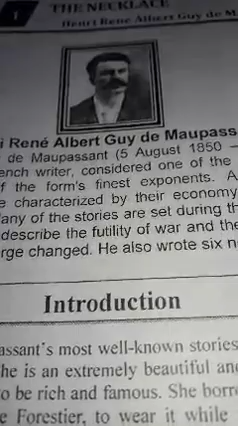 1 THE NECKLACE
Henri René Albert Guy de M
i René Albert Guy de Maupass
de Maupassant (5 August 1850 –
ench writer, considered one of the
f the form's finest exponents. A
e characterized by their economy
any of the stories are set during th
describe the futility of war and the
rge changed. He also wrote six n
Introduction
assant's most well-known stories
he is an extremely beautiful an
o be rich and famous. She borr
e Forestier, to wear it while